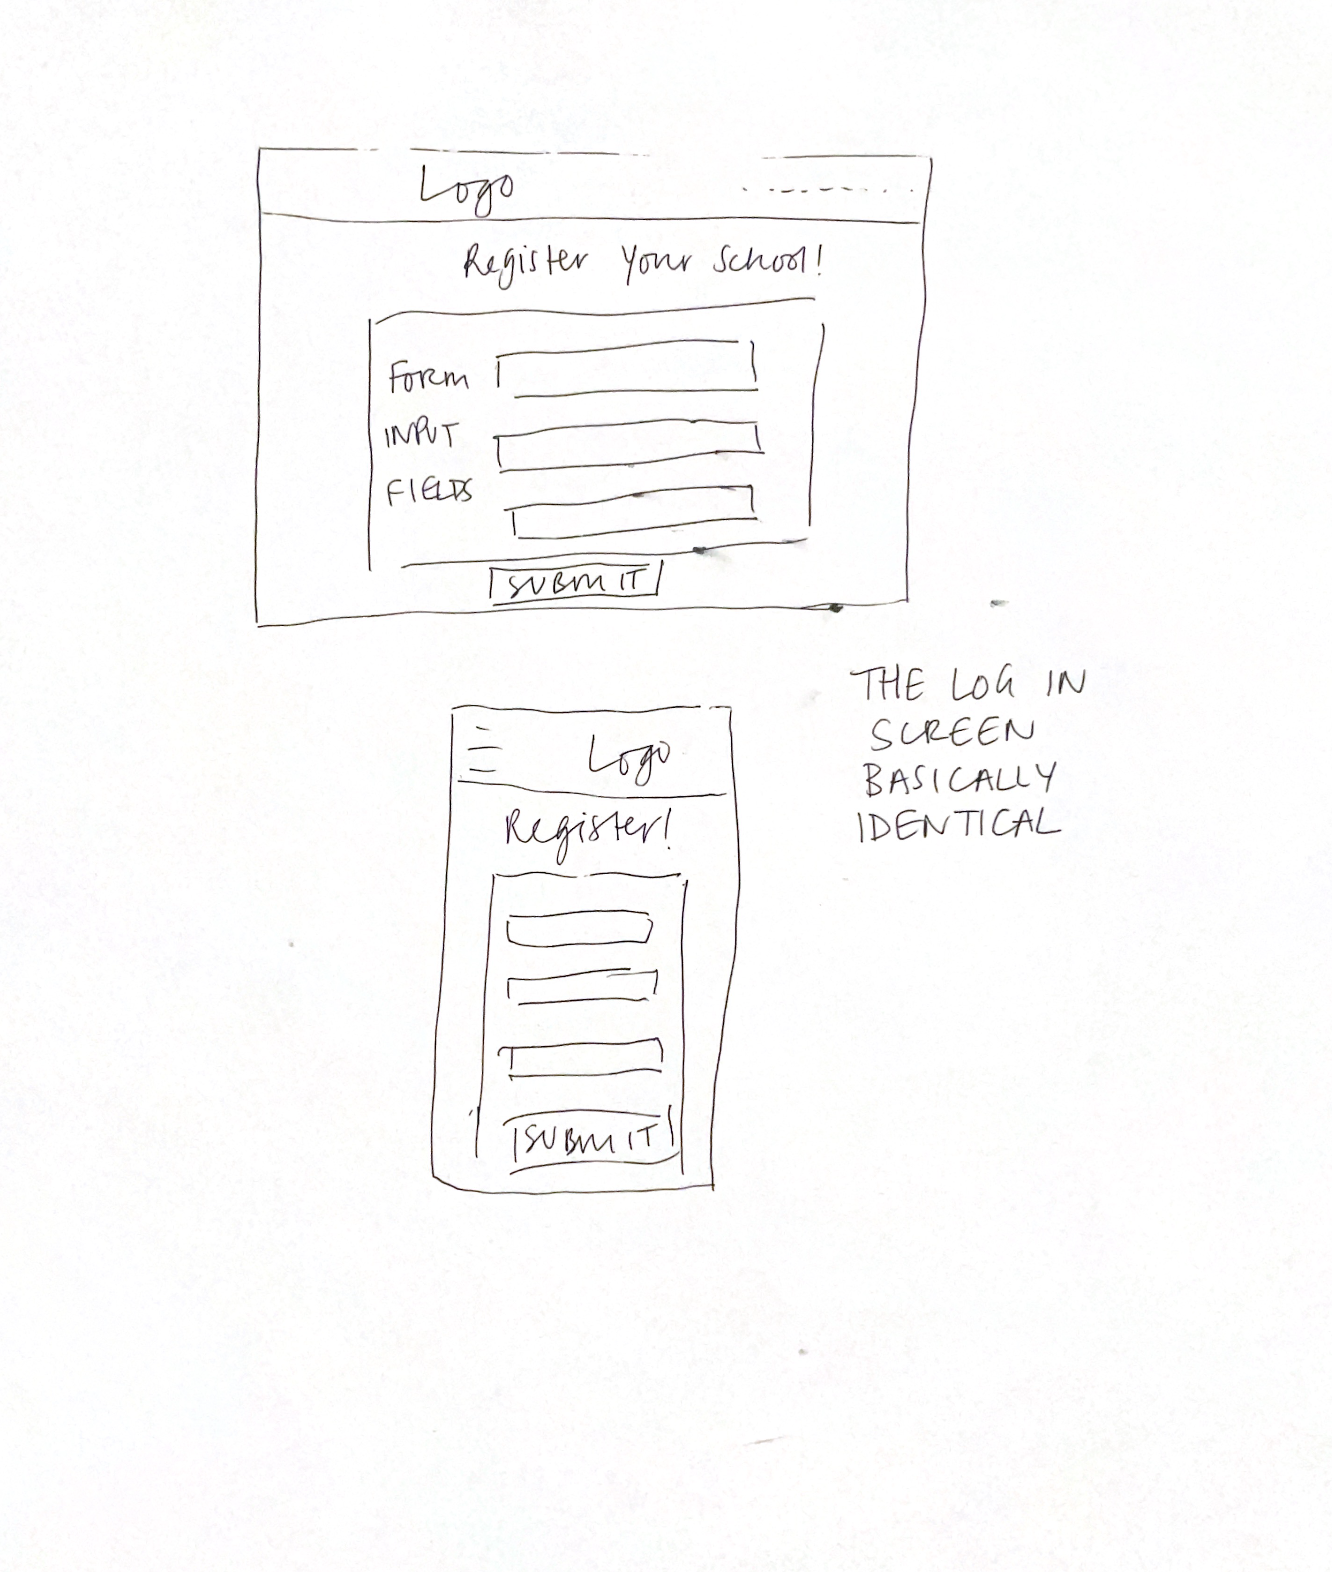 Logo
Register Your School!
FORM
INPUT
FIELDS
SUBMIT
THE LOG IN
SCREEN
BASICALLY
IDENTICAL
Logo
Register!
SUBMIT